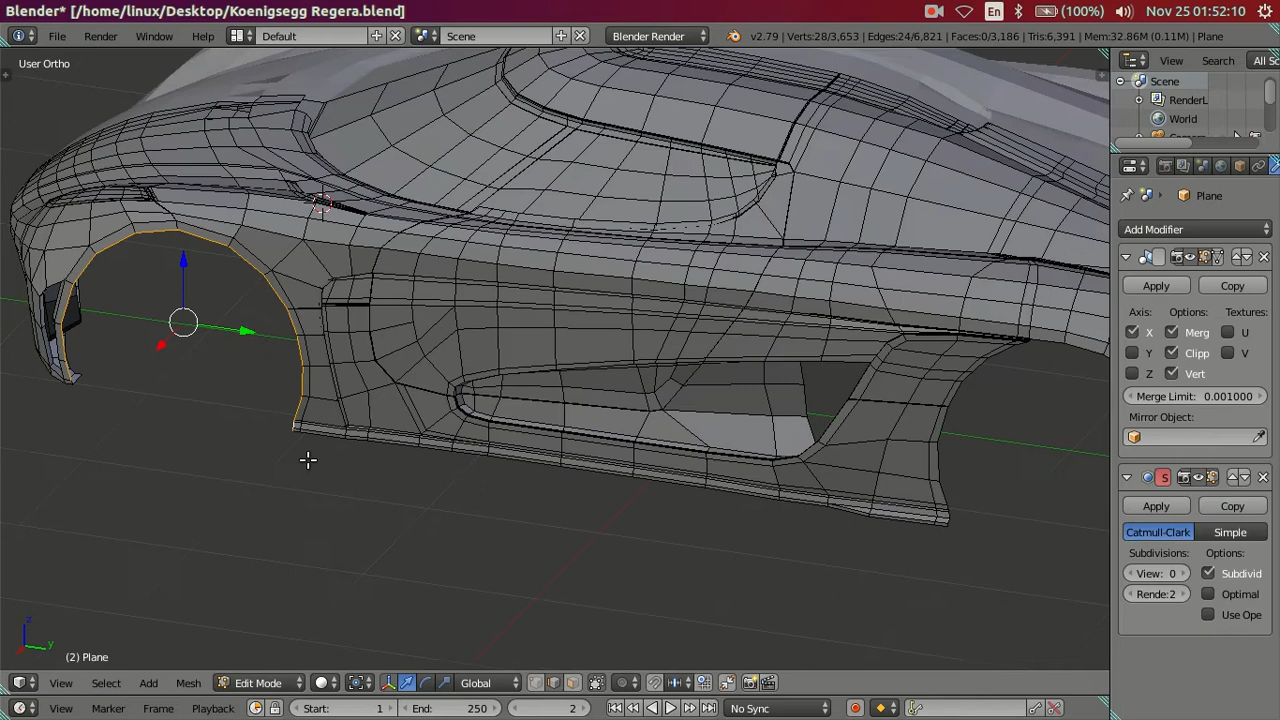 Blender* [/home/linux/Desktop/Koenigsegg Regera.blend]
En
(100%)
Nov 25 01:52:10
File Render Window Help
Default
Scene
Blender Render
v2.79 | Verts:28/3,653 | Edges:24/6,821 | Faces:0/3,186 | Tris:6,391 | Mem:32.86M (0.11M) | Plane
User Ortho
View Search All Sc
Scene
RenderL
World
Plane
Add Modifier
Apply Copy
Axis: Options: Textures:
X Merg U
Y Clipp V
Z Vert
Merge Limit: 0.001000
Mirror Object:
S
Apply Copy
Catmull-Clark Simple
Subdivisions: Options:
View: 0 Subdivid
Rende: 2 Optimal
Use Ope
z
y
(2) Plane
View Select Add Mesh Edit Mode Global
View Marker Frame Playback Start: 1 End: 250 2 No Sync